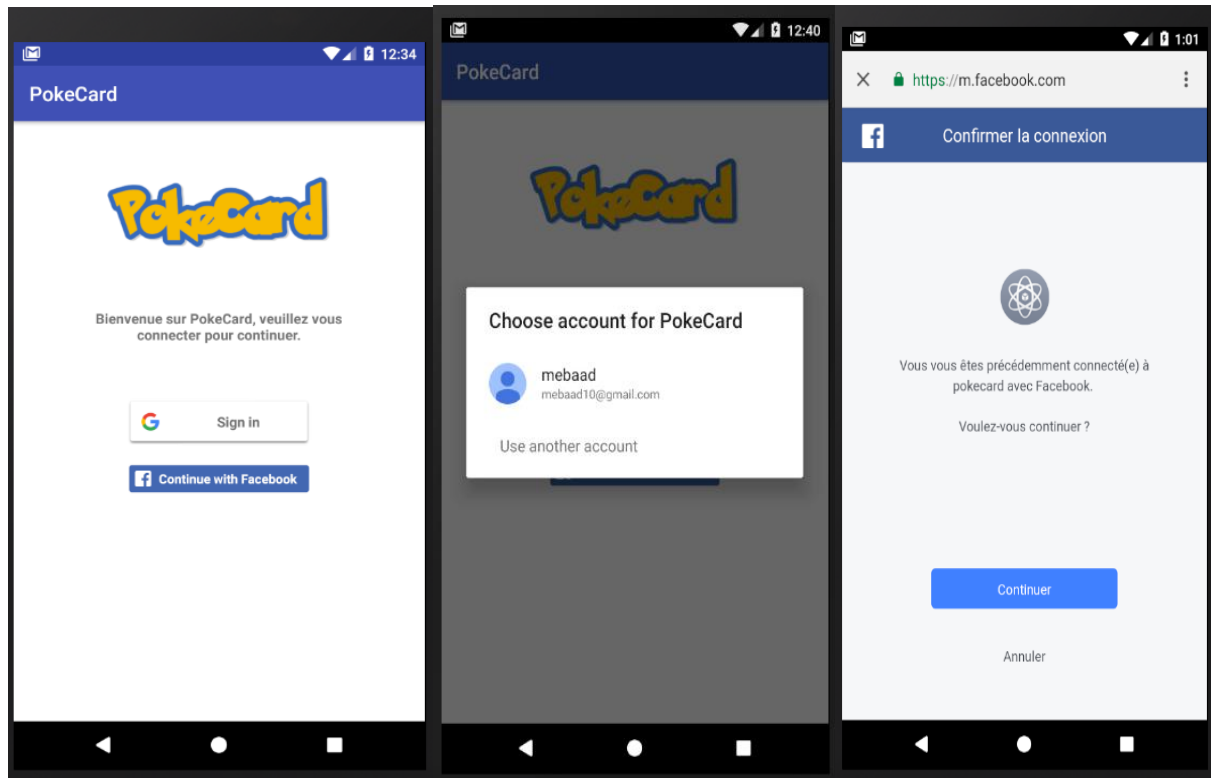 12:34
PokeCard
PokeCard
Bienvenue sur PokeCard, veuillez vous
connecter pour continuer.
G Sign in
f Continue with Facebook
12:40
PokeCard
PokeCard
Choose account for PokeCard
mebaad
mebaad10@gmail.com
Use another account
1:01
https://m.facebook.com
f Confirmer la connexion
Vous vous êtes précédemment connecté(e) à
pokecard avec Facebook.
Voulez-vous continuer ?
Continuer
Annuler